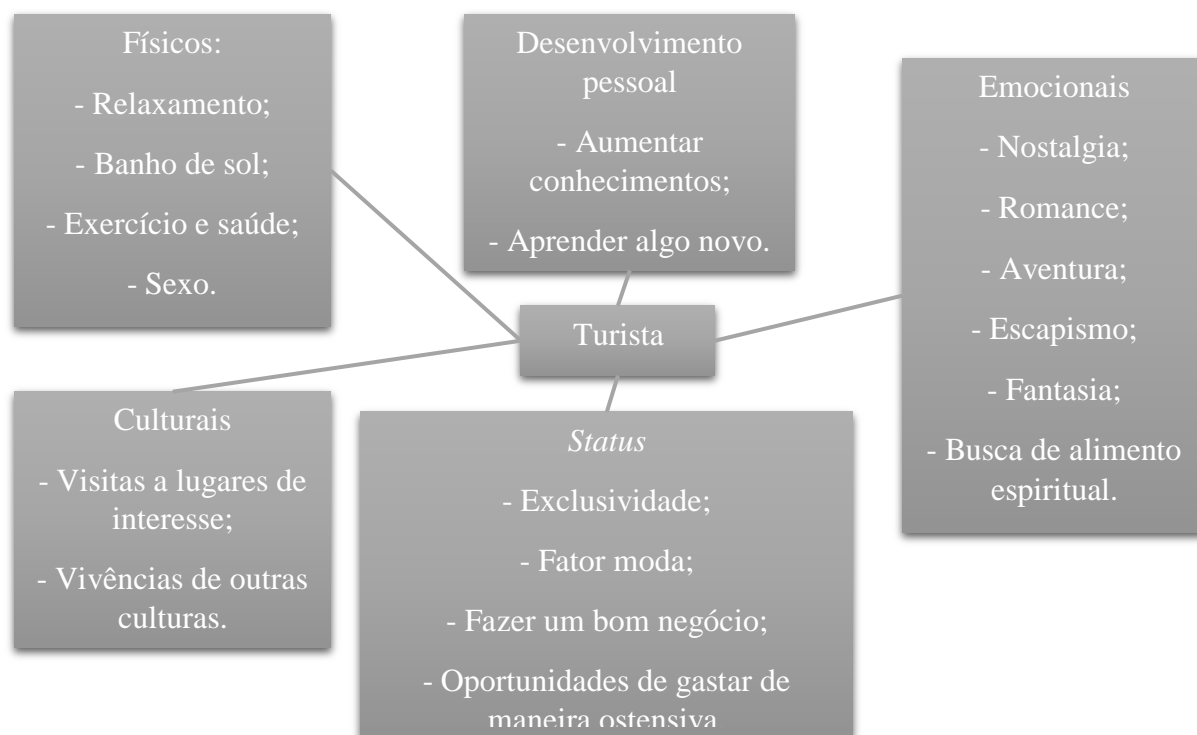 Físicos:
- Relaxamento;
- Banho de sol;
- Exercício e saúde;
- Sexo.
Desenvolvimento
pessoal
- Aumentar
conhecimentos;
- Aprender algo novo.
Emocionais
- Nostalgia;
- Romance;
- Aventura;
- Escapismo;
- Fantasia;
- Busca de alimento
espiritual.
Turista
Culturais
- Visitas a lugares de
interesse;
- Vivências de outras
culturas.
Status
- Exclusividade;
- Fator moda;
- Fazer um bom negócio;
- Oportunidades de gastar de
maneira ostensiva